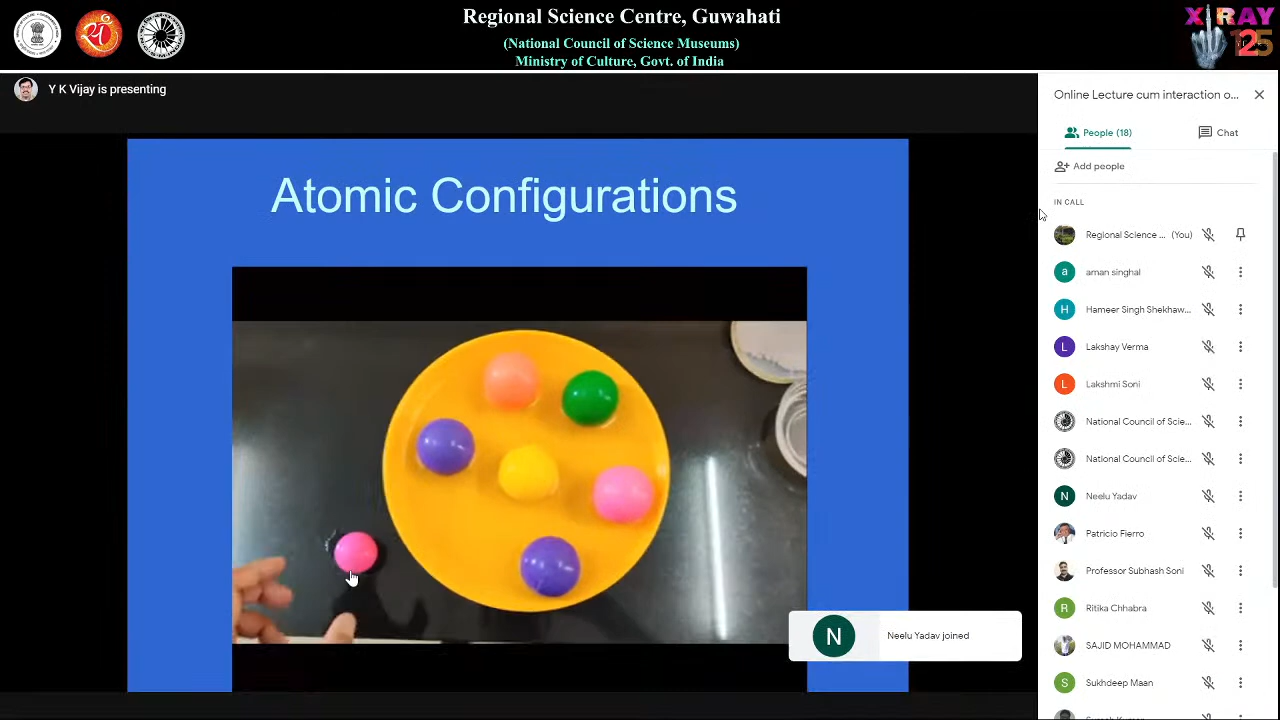 Regional Science Centre, Guwahati
(National Council of Science Museums)
Ministry of Culture, Govt. of India
X RAY
125
Y K Vijay is presenting
Atomic Configurations
Neelu Yadav joined
N
Online Lecture cum interaction o...
People (18)
Chat
Add people
IN CALL
Regional Science ... (You)
a aman singhal
H Hameer Singh Shekhaw...
L Lakshay Verma
L Lakshmi Soni
National Council of Scie...
National Council of Scie...
N Neelu Yadav
Patricio Fierro
Professor Subhash Soni
R Ritika Chhabra
SAJID MOHAMMAD
S Sukhdeep Maan